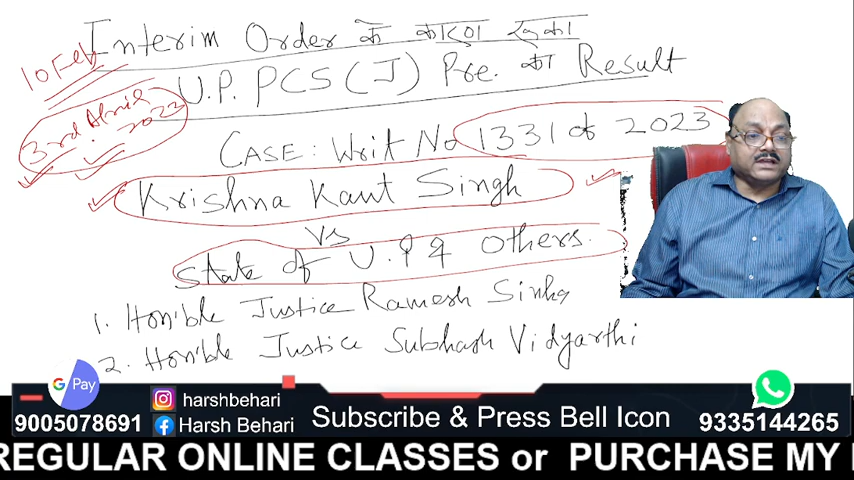 Interim Order के कारण रुका
10 Feb
U.P. PCS (J) Pre. का Result
3rd April 2022
CASE: Writ No 1331 of 2023
Krishna Kant Singh
Vs
State of U.P & Others.
1. Hon'ble Justice Ramesh Sinha
2. Hon'ble Justice Subhash Vidyarthi
G Pay
9005078691
harshbehari
Harsh Behari
Subscribe & Press Bell Icon
9335144265
REGULAR ONLINE CLASSES or PURCHASE MY